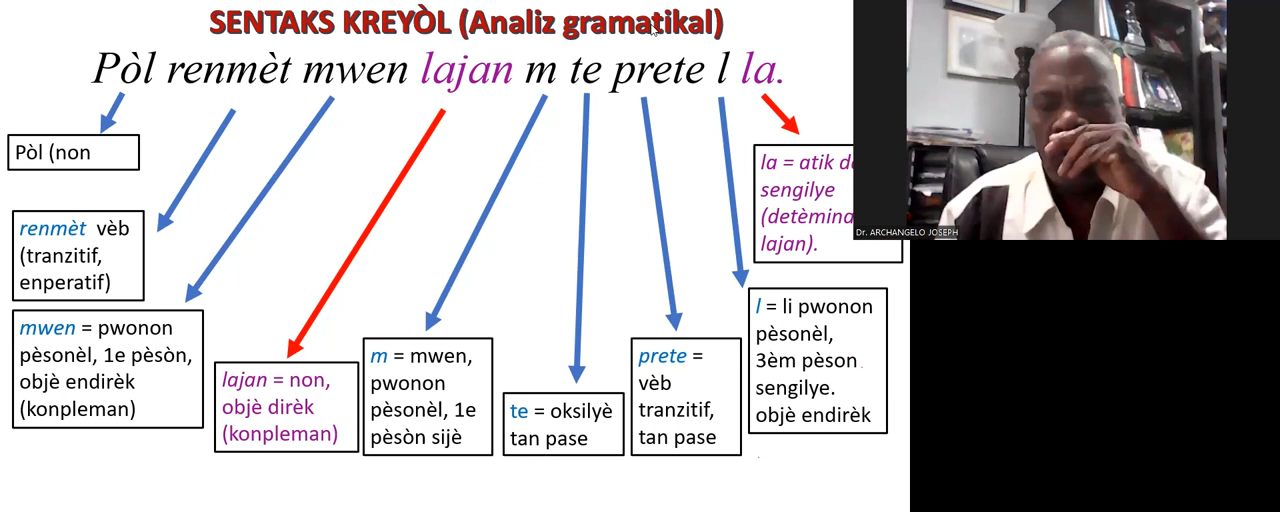 SENTAKS KREYÒL (Analiz gramatikal)
Pòl renmèt mwen lajan m te prete l la.
Pòl (non
renmèt vèb
(tranzitif,
enperatif)
mwen = pwonon
pèsonèl, 1e pèsòn,
objè endirèk
(konpleman)
lajan = non,
objè dirèk
(konpleman)
m = mwen,
pwonon
pèsonèl, 1e
pèsòn sijè
te = oksilyè
tan pase
prete =
vèb
tranzitif,
tan pase
l = li pwonon
pèsonèl,
3èm pèson
sengilye.
objè endirèk
la = atik
sengilye
(detèmina
lajan).
Dr. ARCHANGELO JOSEPH